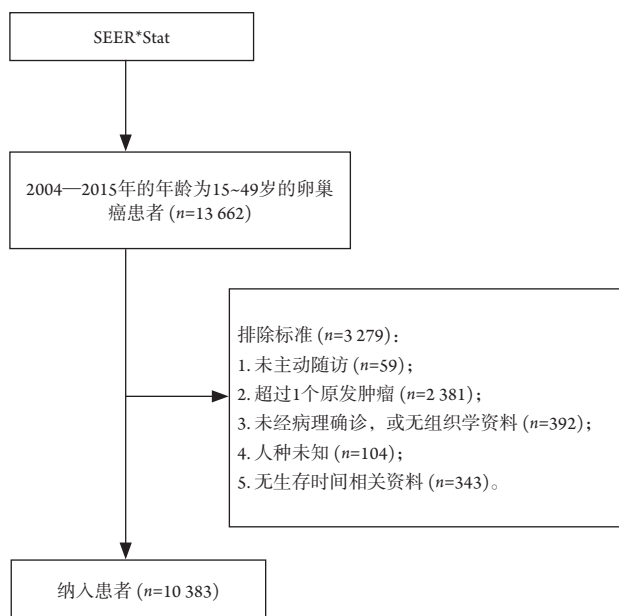 SEER*Stat
2004—2015年的年龄为15~49岁的卵巢
癌患者 (n=13 662)
排除标准 (n=3 279)：
1. 未主动随访 (n=59)；
2. 超过1个原发肿瘤 (n=2 381)；
3. 未经病理确诊，或无组织学资料 (n=392)；
4. 人种未知 (n=104)；
5. 无生存时间相关资料 (n=343)。
纳入患者 (n=10 383)